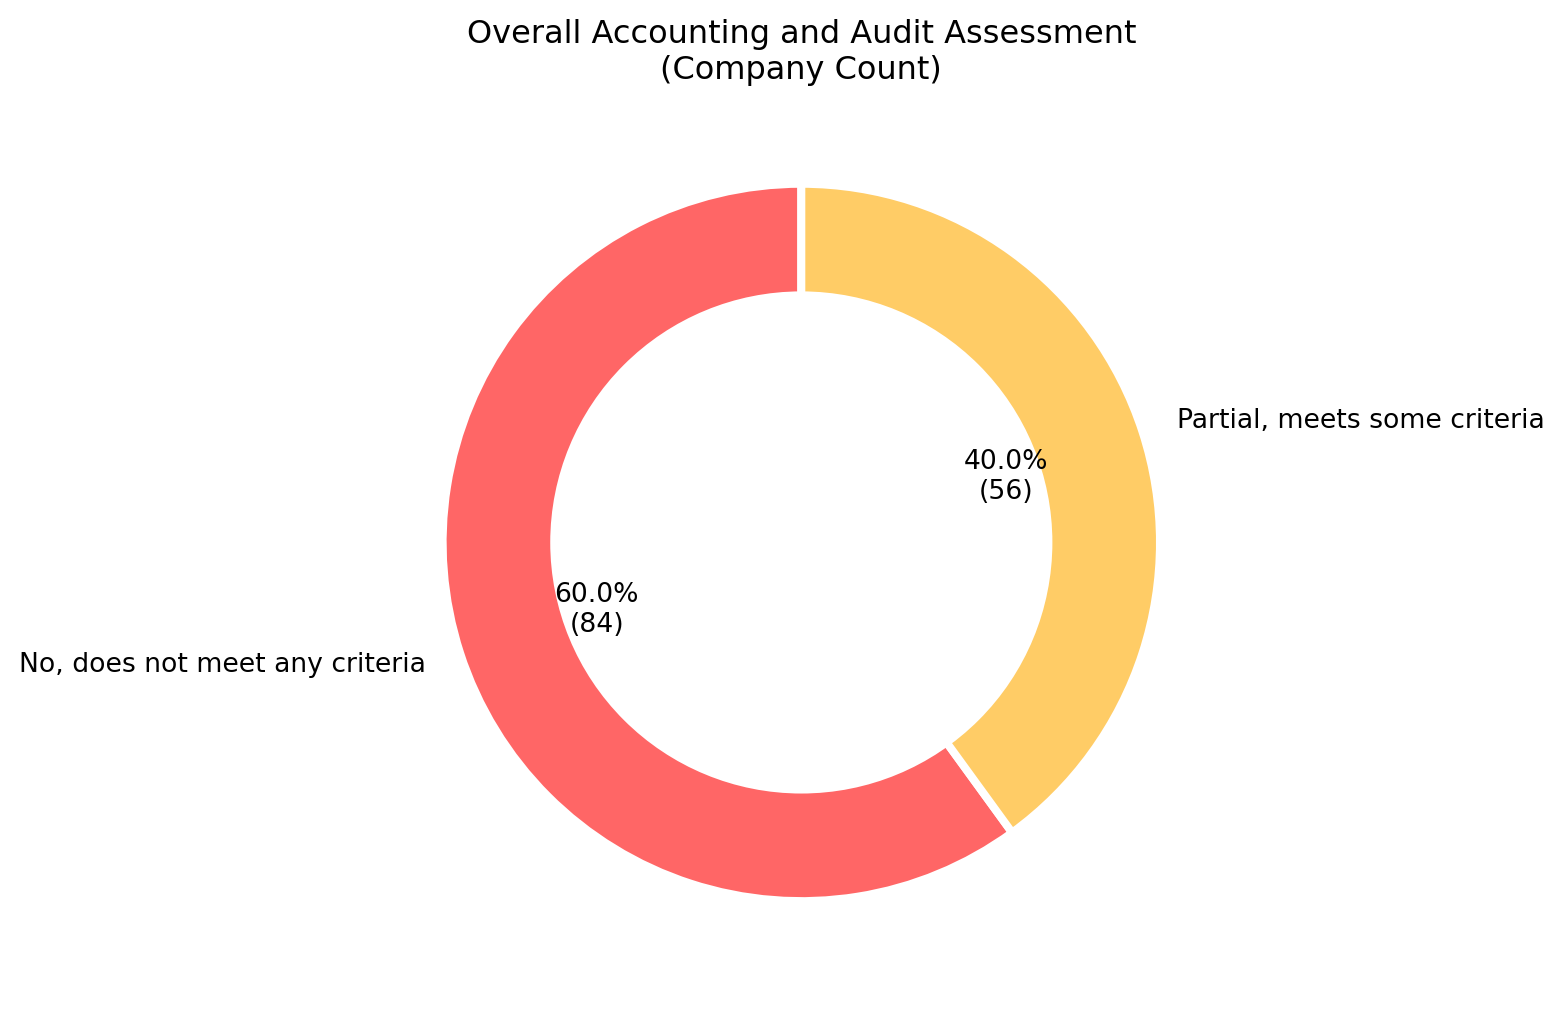 Overall Accounting and Audit Assessment
(Company Count)
Partial, meets some criteria
40.0%
(56)
60.0%
(84)
No, does not meet any criteria